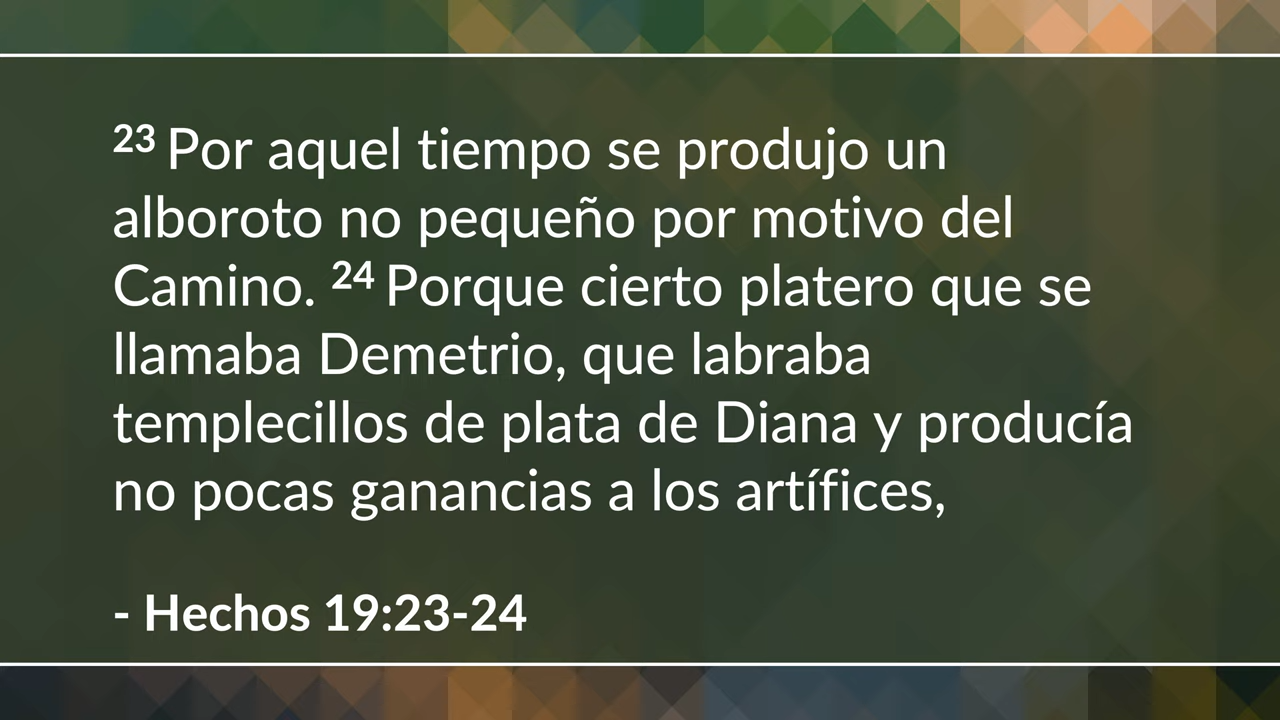 23 Por aquel tiempo se produjo un
alboroto no pequeño por motivo del
Camino. 24 Porque cierto platero que se
llamaba Demetrio, que labraba
templecillos de plata de Diana y producía
no pocas ganancias a los artífices,
- Hechos 19:23-24